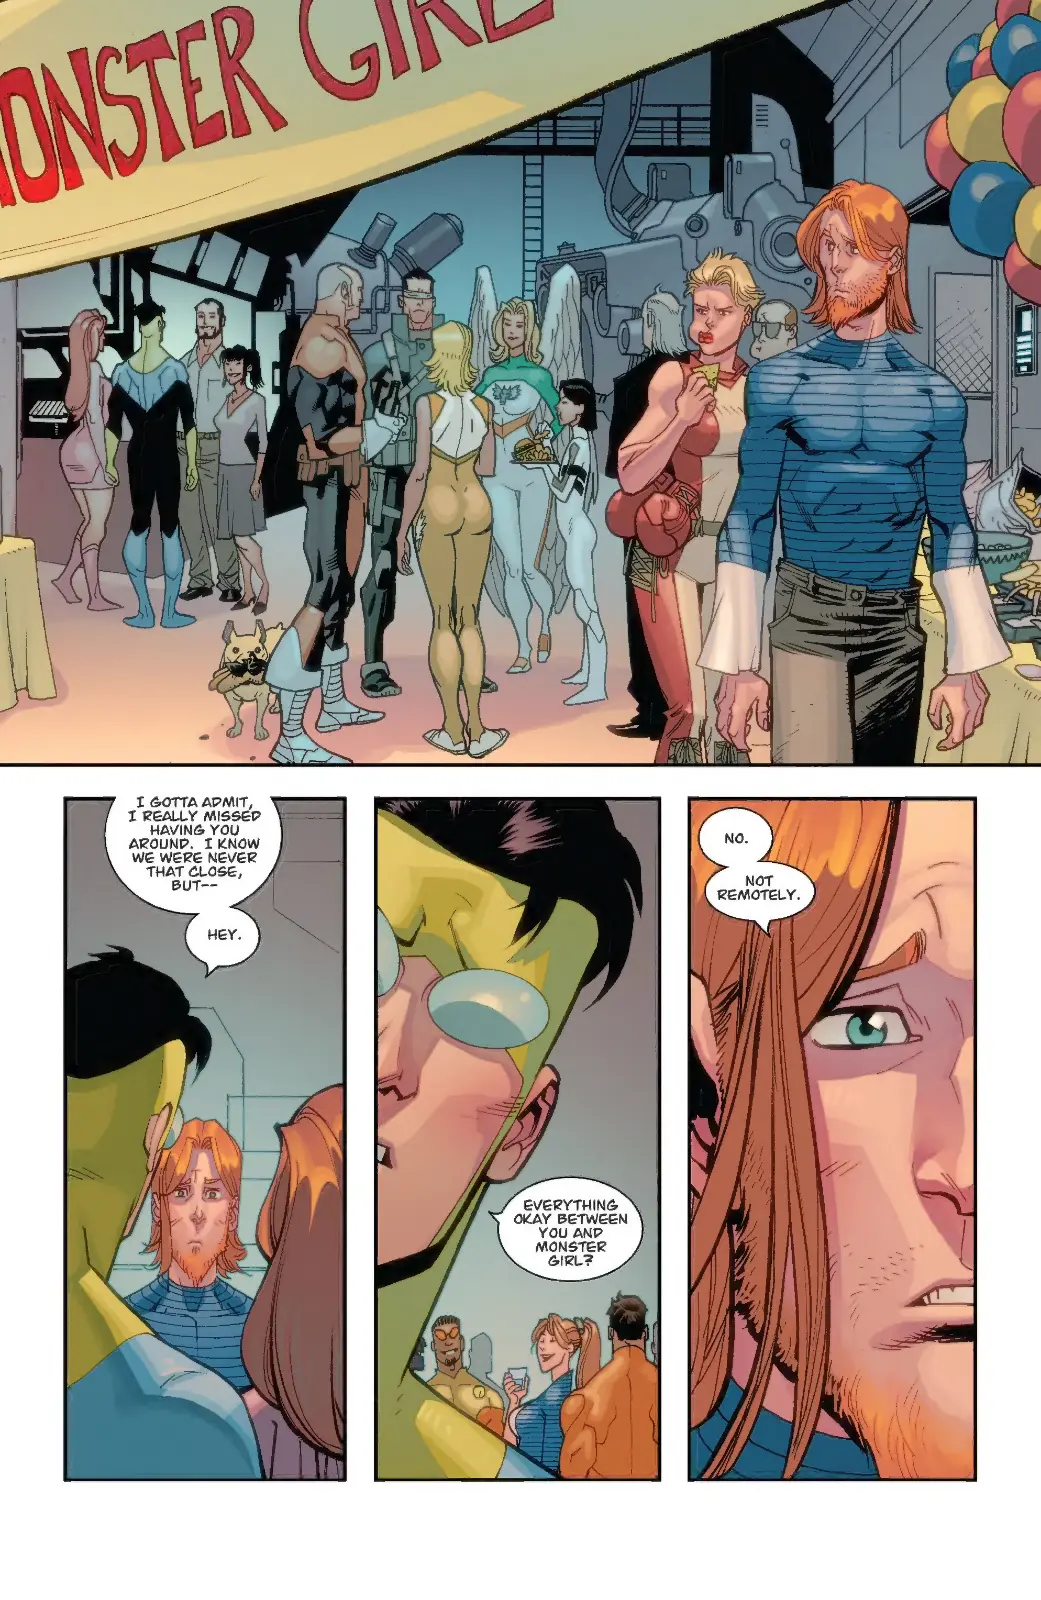 MONSTER GIRL
I GOTTA ADMIT,
I REALLY MISSED
HAVING YOU
AROUND. I KNOW
WE WERE NEVER
THAT CLOSE,
BUT--
HEY.
EVERYTHING
OKAY BETWEEN
YOU AND
MONSTER
GIRL?
NO.
NOT
REMOTELY.